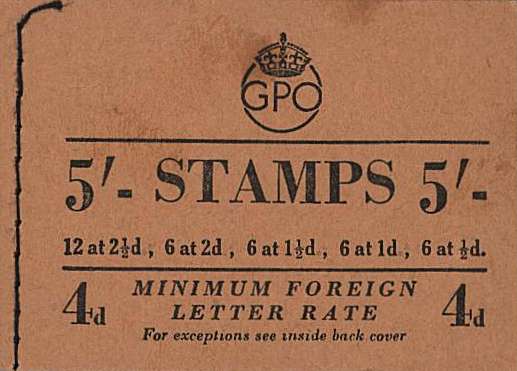 GPO
5'- STAMPS 5'-
12 at 2½d, 6 at 2d, 6 at 1½d, 6 at 1d, 6 at ½d.
4d MINIMUM FOREIGN 4d
LETTER RATE
For exceptions see inside back cover